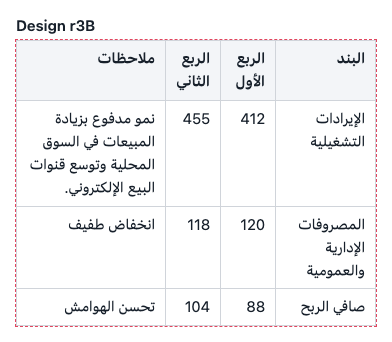 Design r3B
البند
الربع
الأول
الربع
الثاني
ملاحظات
الإيرادات
التشغيلية
412
455
نمو مدفوع بزيادة
المبيعات في السوق
المحلية وتوسع قنوات
البيع الإلكتروني.
المصروفات
الإدارية
والعمومية
120
118
انخفاض طفيف
صافي الربح
88
104
تحسن الهوامش